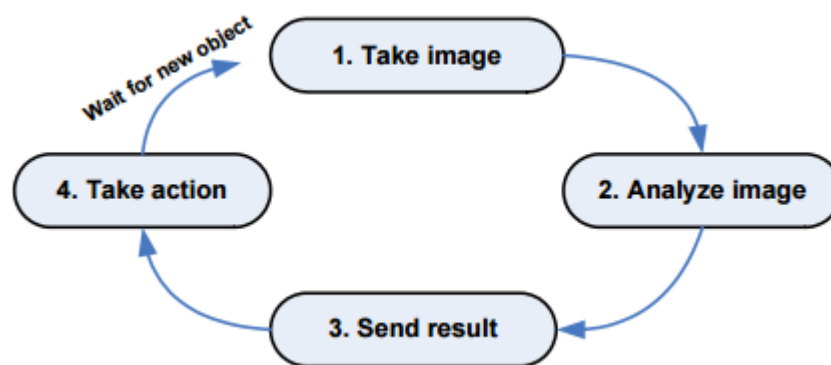 Wait for new object
1. Take image
4. Take action
2. Analyze image
3. Send result